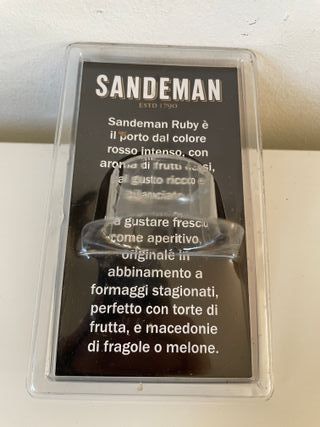 SANDEMAN
ESTD 1790
Sandeman Ruby è
il porto dal colore
rosso intenso, con
aroma di frutti
al gusto ricco e
a gustare fresco
come aperitivo,
originale in
abbinamento a
formaggi stagionati,
perfetto con torte di
frutta, e macedonie
di fragole o melone.